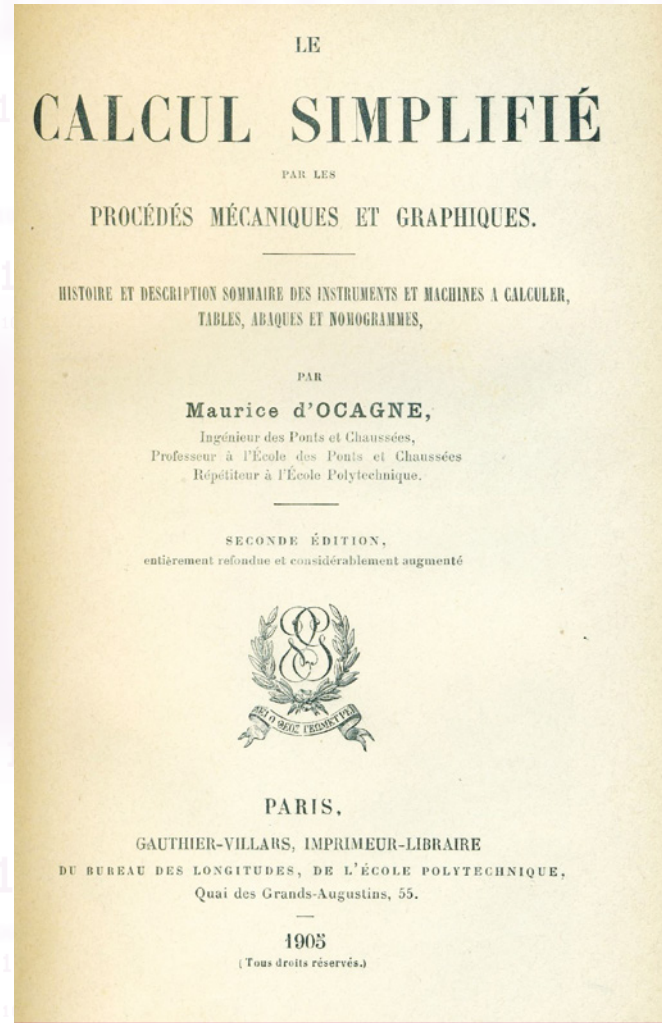 LE
CALCUL SIMPLIFIÉ
PAR LES
PROCÉDÉS MÉCANIQUES ET GRAPHIQUES.
HISTOIRE ET DESCRIPTION SOMMAIRE DES INSTRUMENTS ET MACHINES A CALCULER,
TABLES, ABAQUES ET NOMOGRAMMES,
PAR
Maurice d'OCAGNE,
Ingénieur des Ponts et Chaussées,
Professeur à l'École des Ponts et Chaussées
Répétiteur à l'École Polytechnique.
SECONDE ÉDITION,
entièrement refondue et considérablement augmenté
ΑΕΙ Ο ΘΕΟΣ ΓΕΩΜΕΤΡΕΙ
PARIS,
GAUTHIER-VILLARS, IMPRIMEUR-LIBRAIRE
DU BUREAU DES LONGITUDES, DE L'ÉCOLE POLYTECHNIQUE,
Quai des Grands-Augustins, 55.
1905
(Tous droits réservés.)